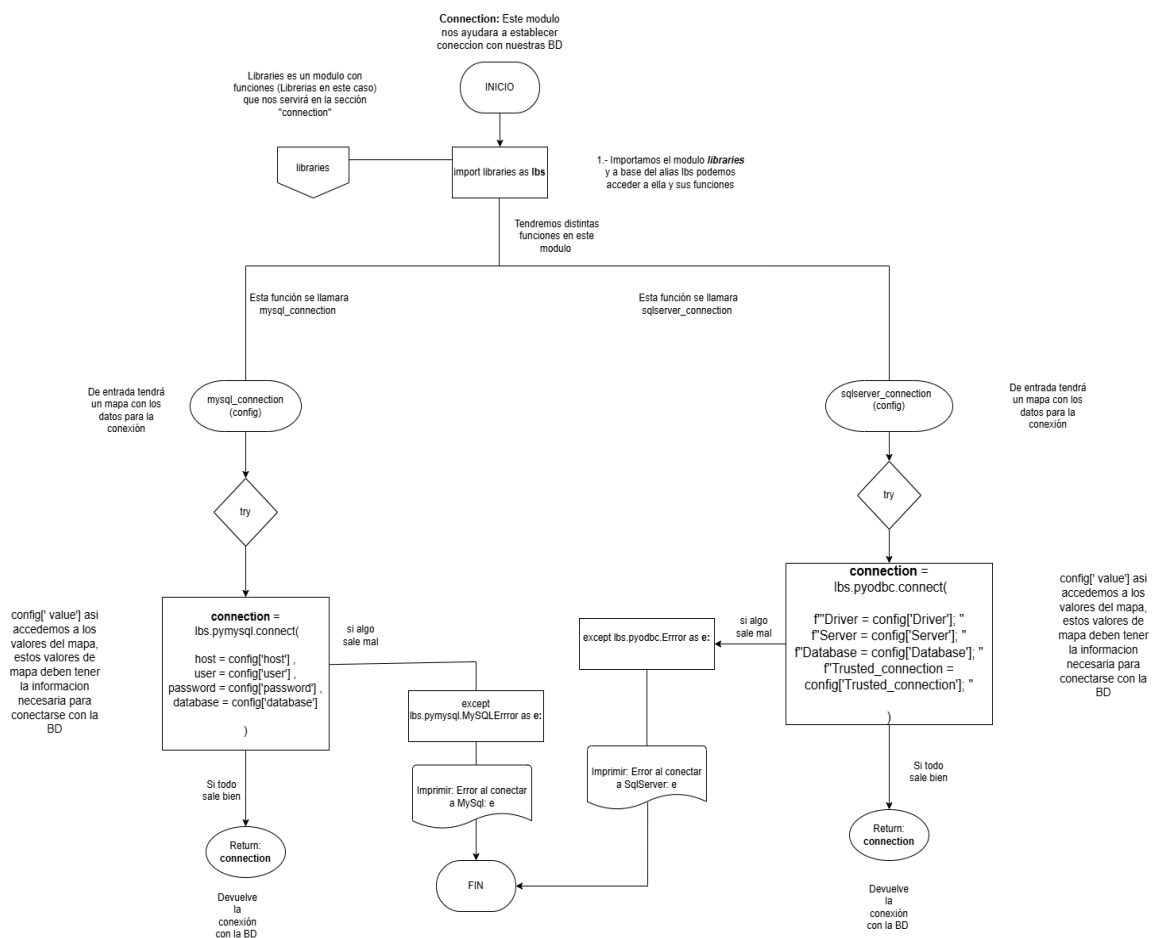 Connection: Este modulo
nos ayudara a establecer
coneccion con nuestras BD
INICIO
Libraries es un modulo con
funciones (Librerias en este caso)
que nos servirá en la sección
"connection"
libraries
import libraries as lbs
1.- Importamos el modulo libraries
y a base del alias lbs podemos
acceder a ella y sus funciones
Tendremos distintas
funciones en este
modulo
Esta función se llamara
mysql_connection
Esta función se llamara
sqlserver_connection
De entrada tendrá
un mapa con los
datos para la
conexión
mysql_connection
(config)
sqlserver_connection
(config)
De entrada tendrá
un mapa con los
datos para la
conexión
try
try
config[' value'] asi
accedemos a los
valores del mapa,
estos valores de
mapa deben tener
la informacion
necesaria para
conectarse con la
BD
connection =
lbs.pymysql.connect(
host = config['host'] ,
user = config['user'] ,
password = config['password'] ,
database = config['database']
)
si algo
sale mal
except
lbs.pymysql.MySQLErrror as e:
Imprimir: Error al conectar
a MySql: e
Si todo
sale bien
Return:
connection
Devuelve
la
conexión
con la BD
FIN
connection =
lbs.pyodbc.connect(
f"Driver = config['Driver']; "
f"Server = config['Server']; "
f"Database = config['Database']; "
f"Trusted_connection =
config['Trusted_connection']; "
)
si algo
sale mal
except lbs.pyodbc.Errror as e:
Imprimir: Error al conectar
a SqlServer: e
config[' value'] asi
accedemos a los
valores del mapa,
estos valores de
mapa deben tener
la informacion
necesaria para
conectarse con la
BD
Si todo
sale bien
Return:
connection
Devuelve
la
conexión
con la BD